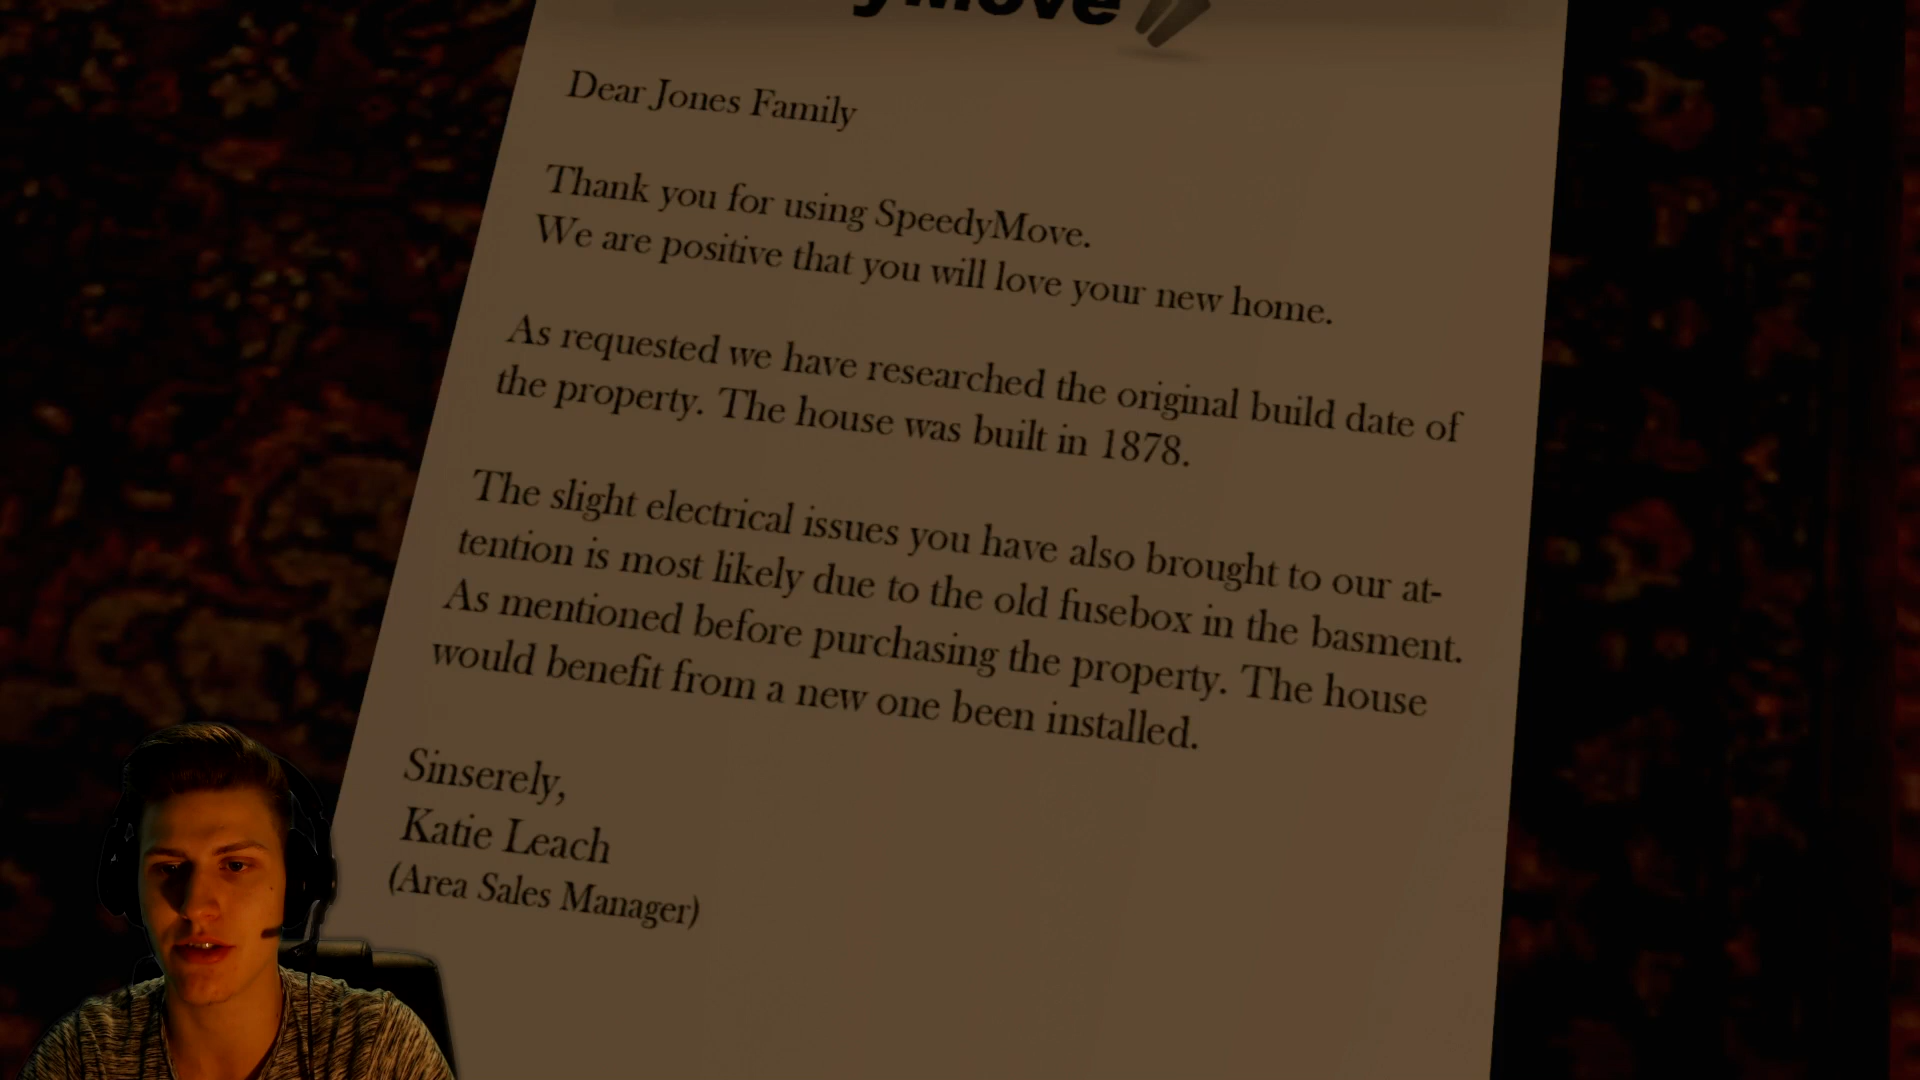 yMove
Dear Jones Family
Thank you for using SpeedyMove.
We are positive that you will love your new home.
As requested we have researched the original build date of
the property. The house was built in 1878.
The slight electrical issues you have also brought to our at-
tention is most likely due to the old fusebox in the basment.
As mentioned before purchasing the property. The house
would benefit from a new one been installed.
Sinserely,
Katie Leach
(Area Sales Manager)